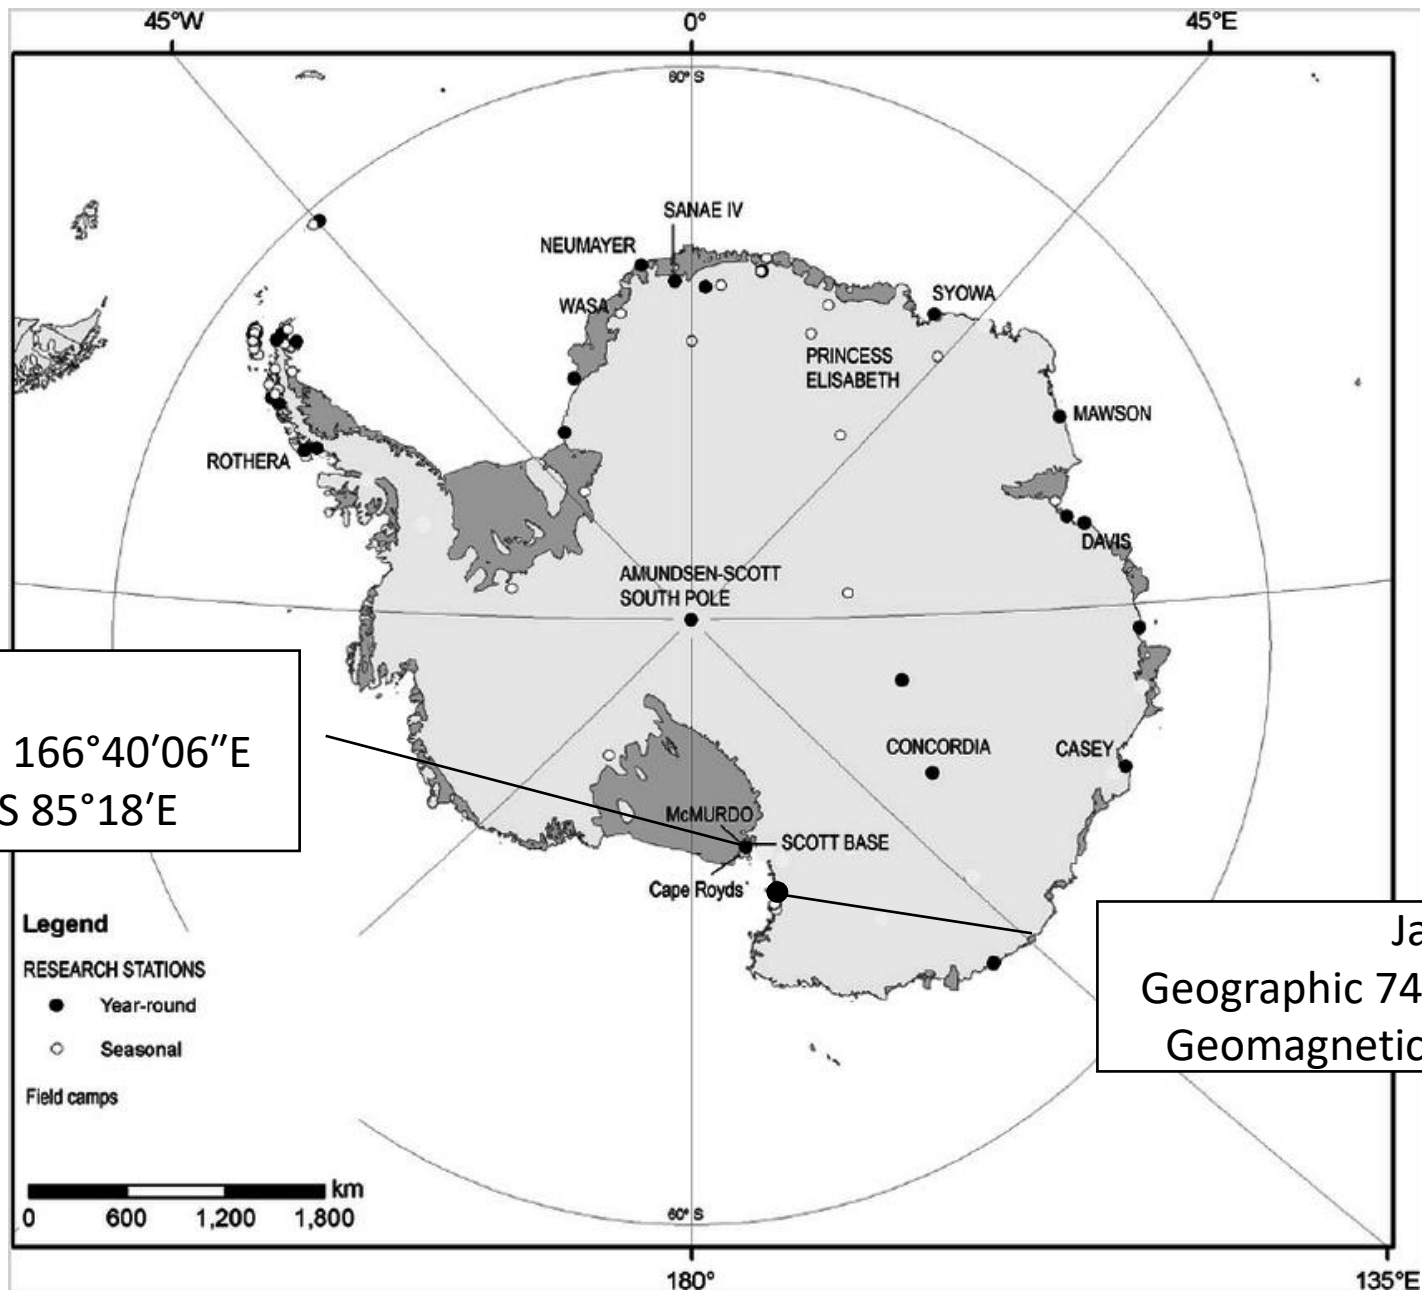 45°W
0°
45°E
60° S
SANAE IV
NEUMAYER
WASA
SYOWA
PRINCESS
ELISABETH
MAWSON
ROTHERA
DAVIS
AMUNDSEN-SCOTT
SOUTH POLE
166°40′06″E
S 85°18′E
CONCORDIA
CASEY
McMURDO
SCOTT BASE
Cape Royds
Ja
Geographic 74
Geomagnetic
Legend
RESEARCH STATIONS
Year-round
Seasonal
Field camps
km
0 600 1,200 1,800
60° S
180°
135°E